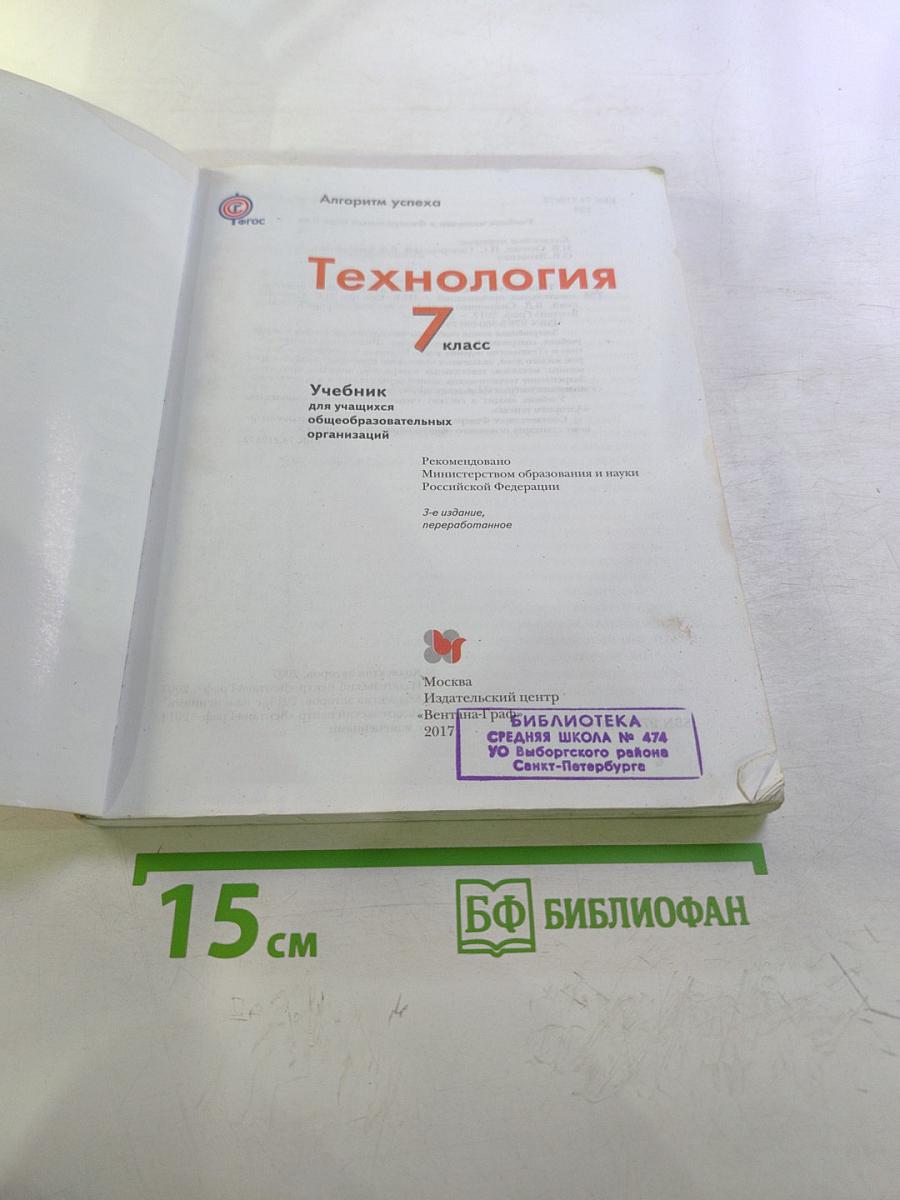 ФГОС
Алгоритм успеха
Технология
7 класс
Учебник
для учащихся
общеобразовательных
организаций
Рекомендовано
Министерством образования и науки
Российской Федерации
3-е издание,
переработанное
Москва
Издательский центр
«Вентана-Граф»
2017
БИБЛИОТЕКА
СРЕДНЯЯ ШКОЛА № 474
УО Выборгского района
Санкт-Петербурга
15 см
БФ БИБЛИОФАН